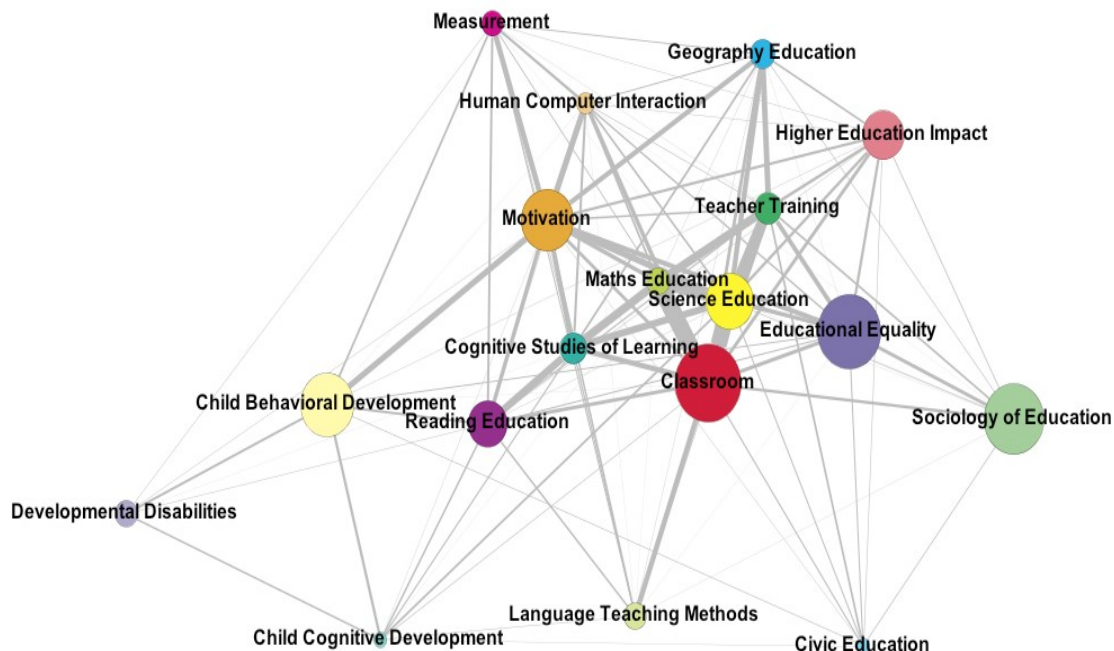 Measurement
Geography Education
Human Computer Interaction
Higher Education Impact
Teacher Training
Motivation
Maths Education
Science Education
Educational Equality
Cognitive Studies of Learning
Classroom
Child Behavioral Development
Reading Education
Sociology of Education
Developmental Disabilities
Language Teaching Methods
Child Cognitive Development
Civic Education